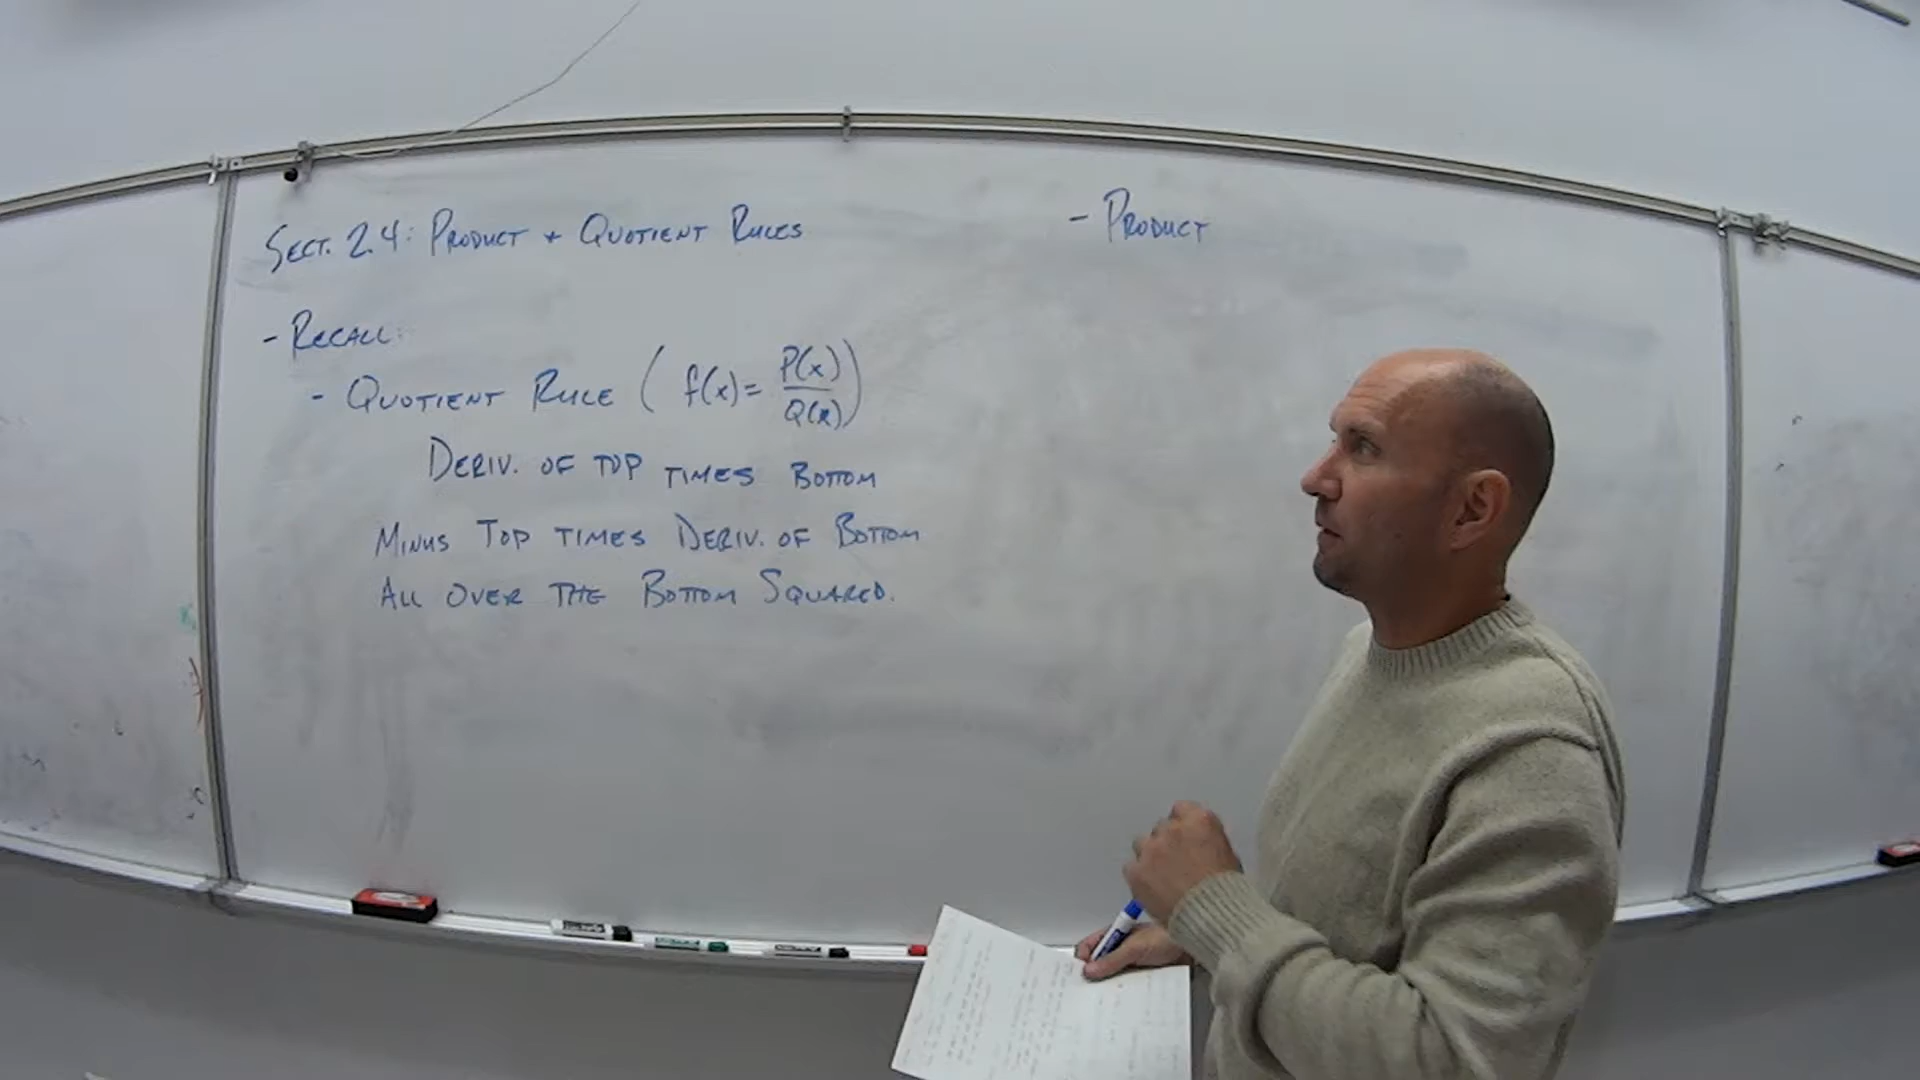 SECT. 2.4: PRODUCT + QUOTIENT RULES
- RECALL:
- QUOTIENT RULE ( f(x) = P(x)/Q(x) )
DERIV. OF TOP TIMES BOTTOM
MINUS TOP TIMES DERIV. OF BOTTOM
ALL OVER THE BOTTOM SQUARED.
- PRODUCT